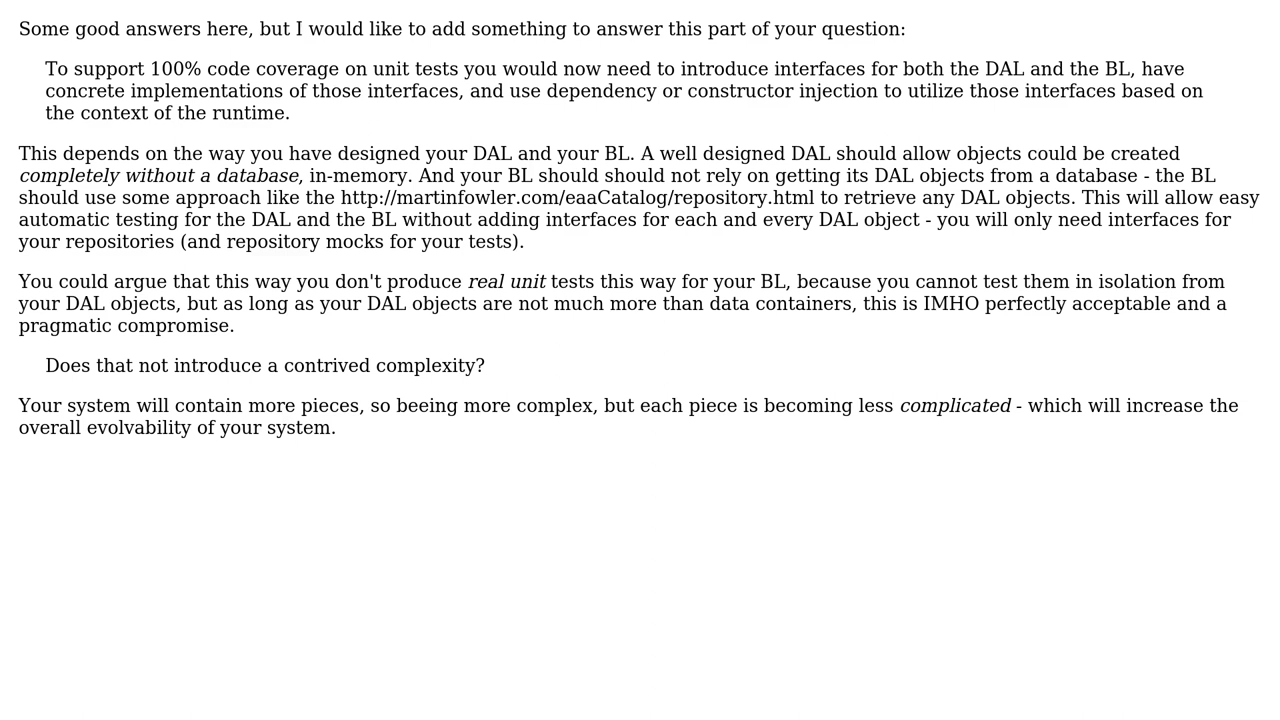 Some good answers here, but I would like to add something to answer this part of your question:
To support 100% code coverage on unit tests you would now need to introduce interfaces for both the DAL and the BL, have
concrete implementations of those interfaces, and use dependency or constructor injection to utilize those interfaces based on
the context of the runtime.
This depends on the way you have designed your DAL and your BL. A well designed DAL should allow objects could be created
completely without a database, in-memory. And your BL should should not rely on getting its DAL objects from a database - the BL
should use some approach like the http://martinfowler.com/eaaCatalog/repository.html to retrieve any DAL objects. This will allow easy
automatic testing for the DAL and the BL without adding interfaces for each and every DAL object - you will only need interfaces for
your repositories (and repository mocks for your tests).
You could argue that this way you don't produce real unit tests this way for your BL, because you cannot test them in isolation from
your DAL objects, but as long as your DAL objects are not much more than data containers, this is IMHO perfectly acceptable and a
pragmatic compromise.
Does that not introduce a contrived complexity?
Your system will contain more pieces, so beeing more complex, but each piece is becoming less complicated - which will increase the
overall evolvability of your system.